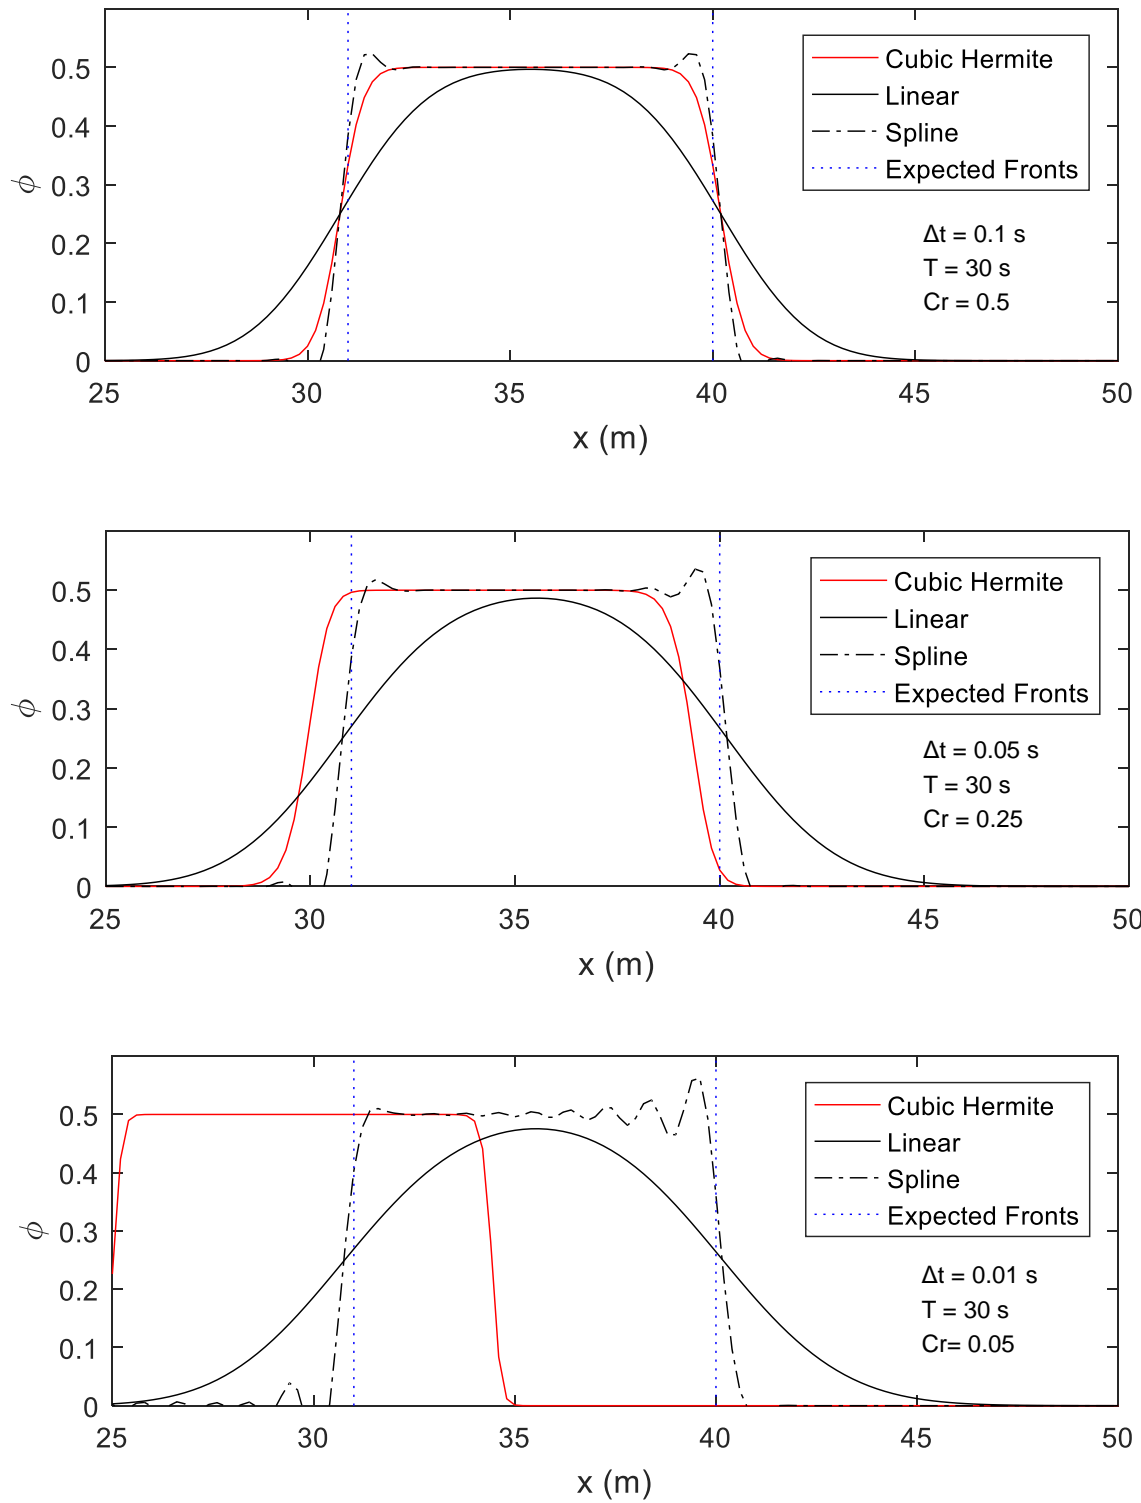 0.5
0.4
0.3
0.2
0.1
0
ϕ
25 30 35 40 45 50
x (m)
Cubic Hermite
Linear
Spline
Expected Fronts
Δt = 0.1 s
T = 30 s
Cr = 0.5
0.5
0.4
0.3
0.2
0.1
0
ϕ
25 30 35 40 45 50
x (m)
Cubic Hermite
Linear
Spline
Expected Fronts
Δt = 0.05 s
T = 30 s
Cr = 0.25
0.5
0.4
0.3
0.2
0.1
0
ϕ
25 30 35 40 45 50
x (m)
Cubic Hermite
Linear
Spline
Expected Fronts
Δt = 0.01 s
T = 30 s
Cr= 0.05